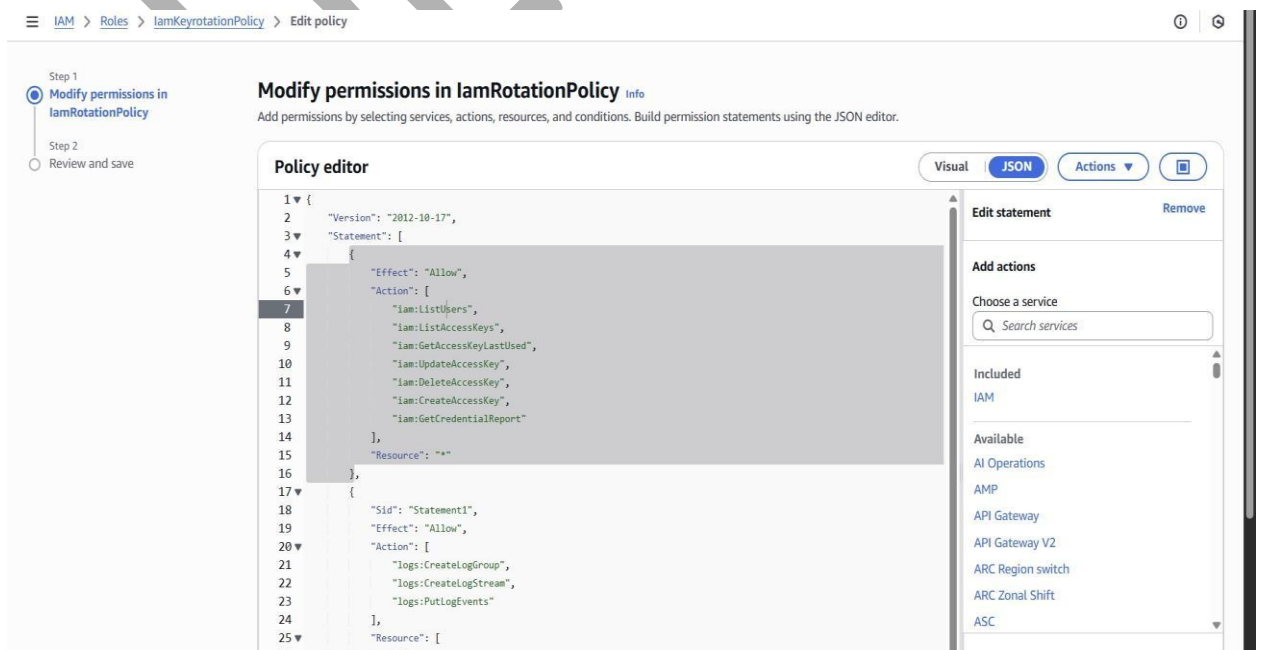 IAM > Roles > IamKeyrotationPolicy > Edit policy
Step 1
Modify permissions in
IamRotationPolicy
Step 2
Review and save
Modify permissions in IamRotationPolicy Info
Add permissions by selecting services, actions, resources, and conditions. Build permission statements using the JSON editor.
Policy editor
Visual JSON Actions
1 {
2 "Version": "2012-10-17",
3 "Statement": [
4 {
5 "Effect": "Allow",
6 "Action": [
7 "iam:ListUsers",
8 "iam:ListAccessKeys",
9 "iam:GetAccessKeyLastUsed",
10 "iam:UpdateAccessKey",
11 "iam:DeleteAccessKey",
12 "iam:CreateAccessKey",
13 "iam:GetCredentialReport"
14 ],
15 "Resource": "*"
16 },
17 {
18 "Sid": "Statement1",
19 "Effect": "Allow",
20 "Action": [
21 "logs:CreateLogGroup",
22 "logs:CreateLogStream",
23 "logs:PutLogEvents"
24 ],
25 "Resource": [
Edit statement Remove
Add actions
Choose a service
Search services
Included
IAM
Available
AI Operations
AMP
API Gateway
API Gateway V2
ARC Region switch
ARC Zonal Shift
ASC